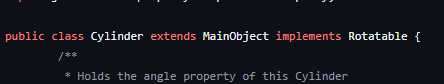 public class Cylinder extends MainObject implements Rotatable {
/**
* Holds the angle property of this Cylinder